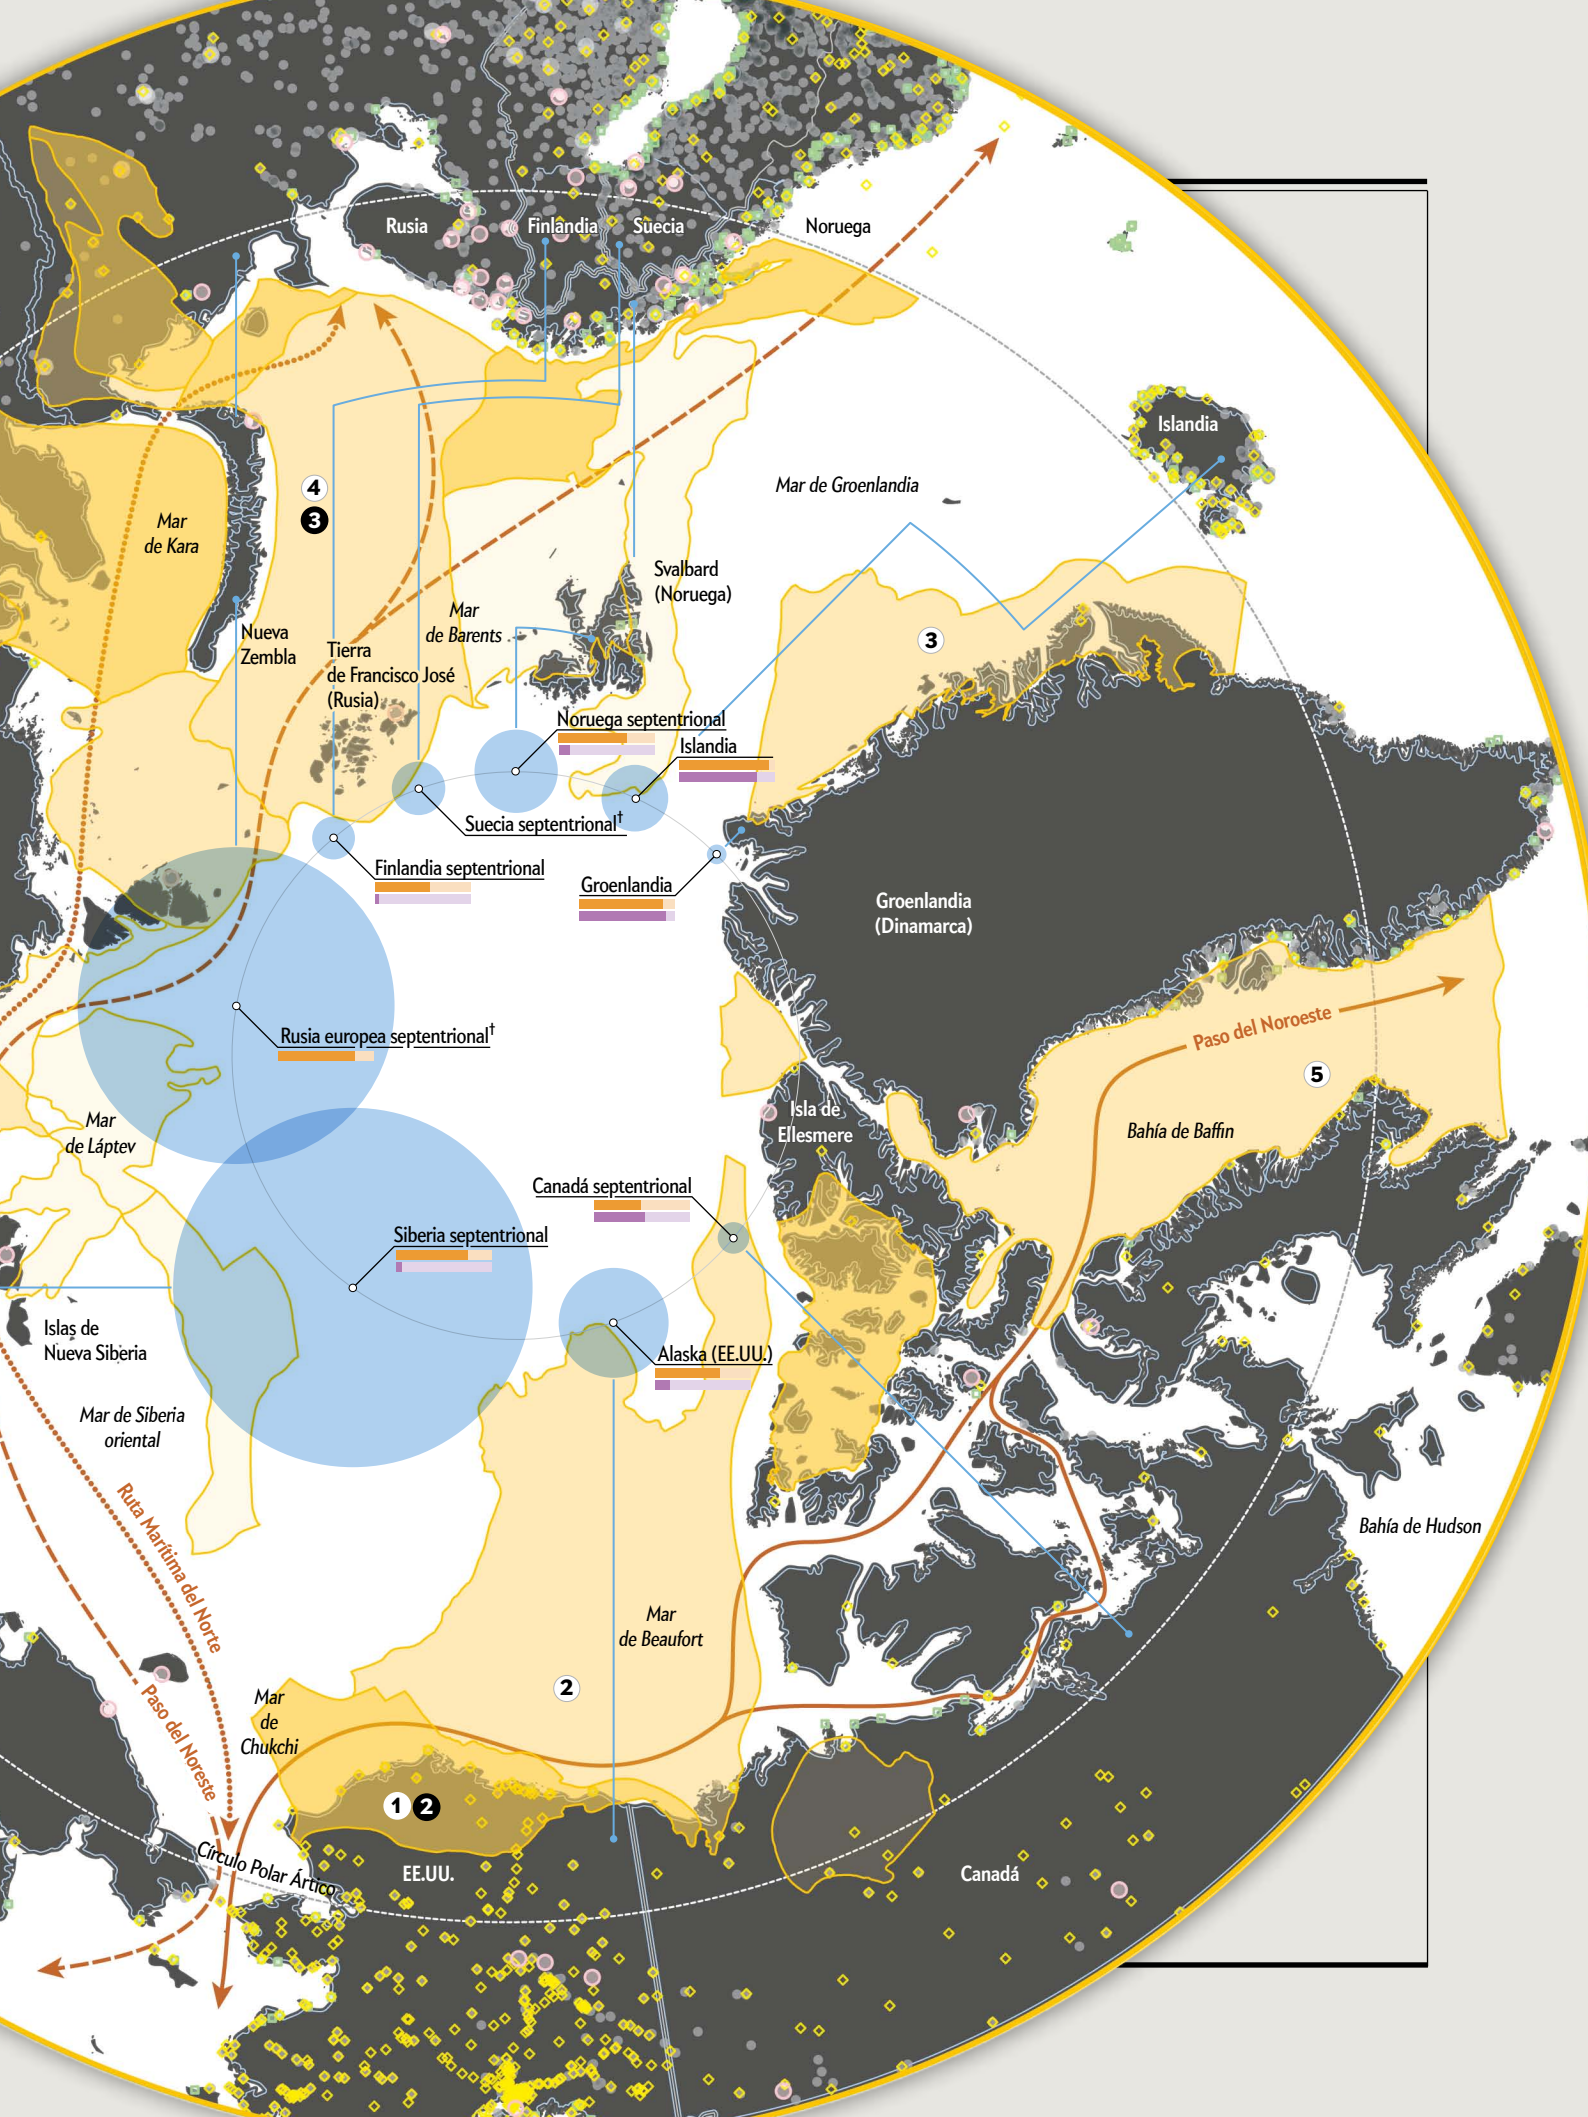 Rusia
Finlandia
Suecia
Noruega
Islandia
Mar de Groenlandia
4
3
Mar
de Kara
Svalbard
(Noruega)
Mar
de Barents
Nueva
Zembla
Tierra
de Francisco José
(Rusia)
3
Noruega septentrional
Islandia
Suecia septentrional†
Finlandia septentrional
Groenlandia
Groenlandia
(Dinamarca)
Rusia europea septentrional†
Paso del Noroeste
5
Mar
de Láptev
Isla de
Ellesmere
Bahía de Baffin
Canadá septentrional
Siberia septentrional
Islas de
Nueva Siberia
Alaska (EE.UU.)
Mar de Siberia
oriental
Ruta Marítima del Norte
Bahía de Hudson
Mar
de Beaufort
2
Mar
de
Chukchi
Paso del Noreste
1 2
Círculo Polar Ártico
EE.UU.
Canadá